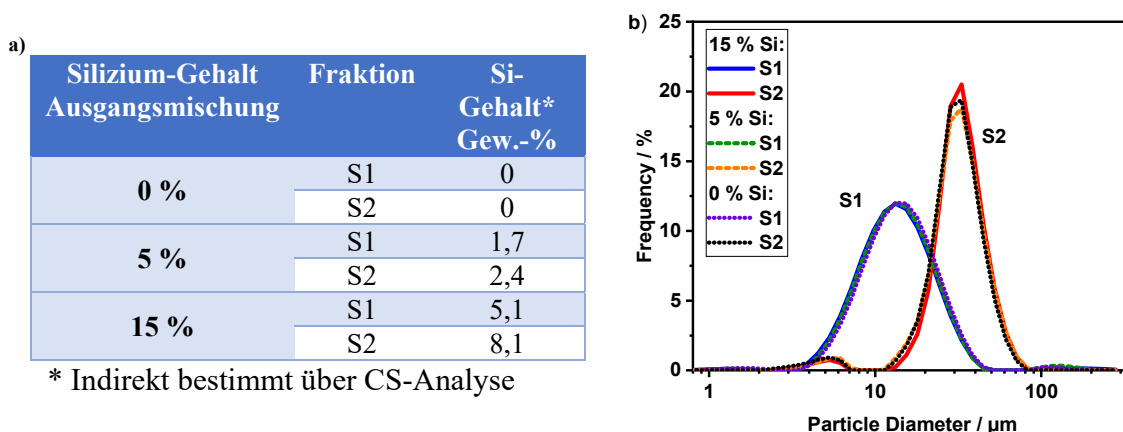 a)
Silizium-Gehalt Ausgangsmischung Fraktion Si-Gehalt* Gew.-%
0 % S1 0
S2 0
5 % S1 1,7
S2 2,4
15 % S1 5,1
S2 8,1
* Indirekt bestimmt über CS-Analyse
b)
25
20
15
10
5
0
Frequency / %
15 % Si:
S1
S2
5 % Si:
S1
S2
0 % Si:
S1
S2
S1
S2
1 10 100
Particle Diameter / µm